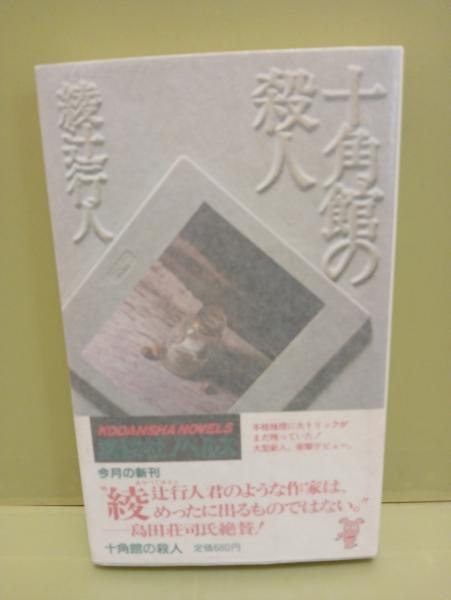 十角館の
殺人
綾辻行人
KODANSHA NOVELS
本格推理に大トリックが
まだ残っていた!
大型新人、衝撃デビュー。
今月の新刊
“綾辻行人君のような作家は、
めったに出るものではない。”
──島田荘司氏絶賛!
十角館の殺人 定価680円